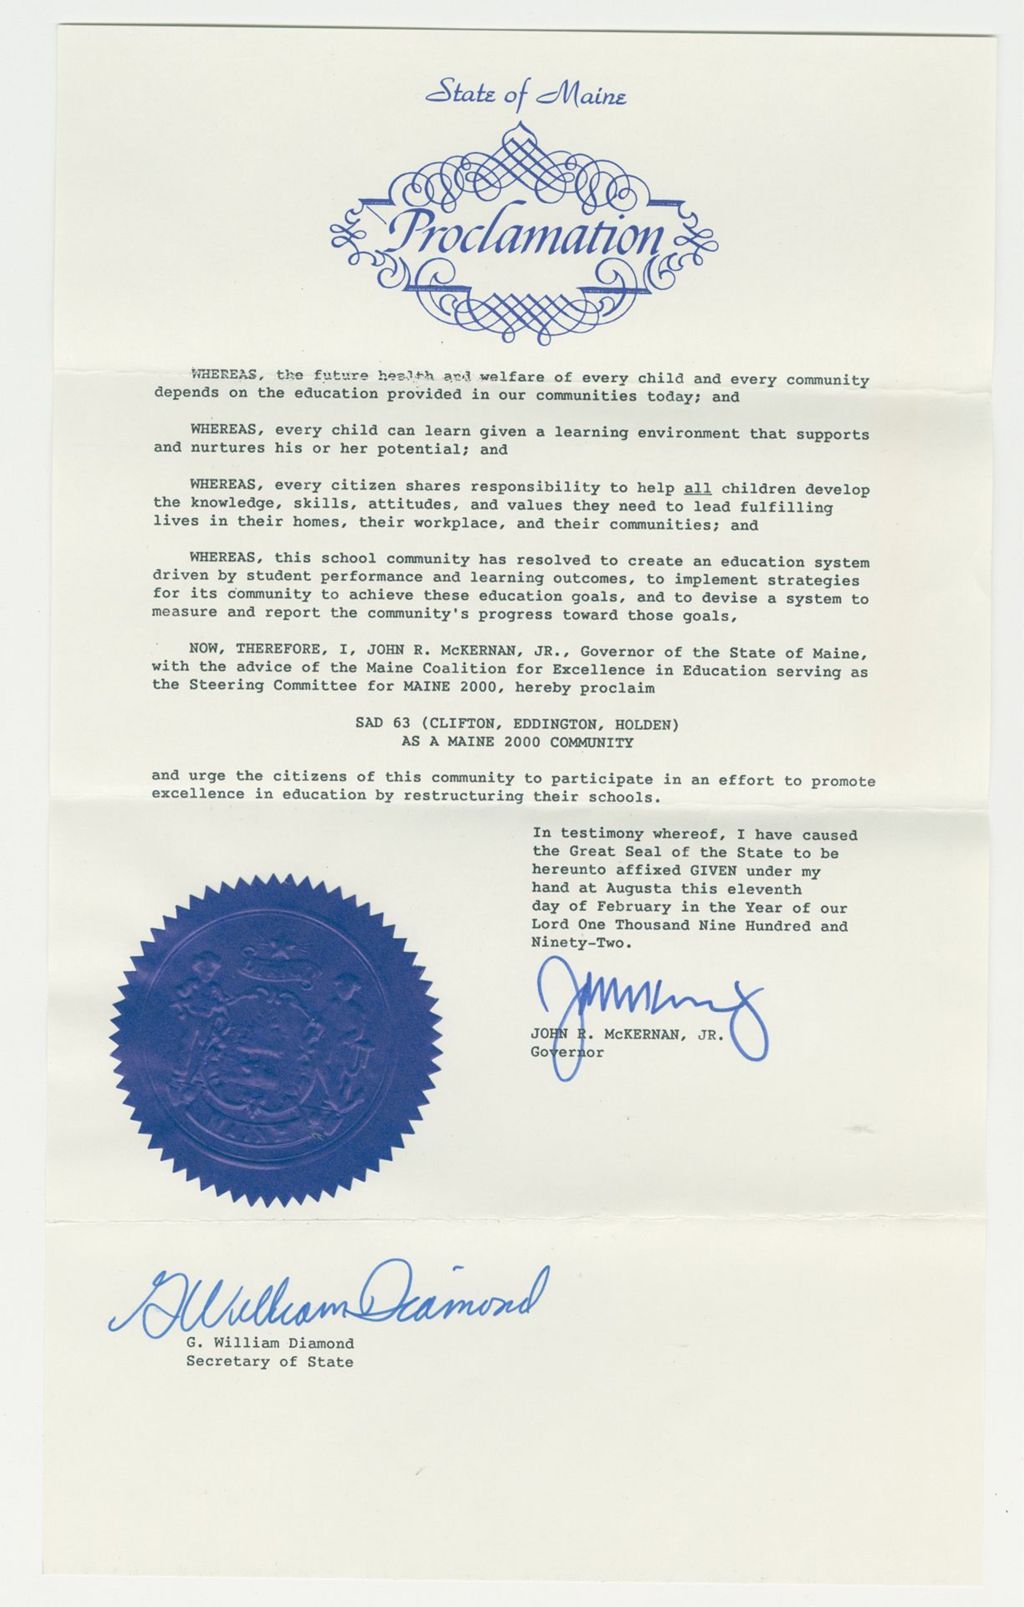 State of Maine
Proclamation
WHEREAS, the future health and welfare of every child and every community
depends on the education provided in our communities today; and
WHEREAS, every child can learn given a learning environment that supports
and nurtures his or her potential; and
WHEREAS, every citizen shares responsibility to help all children develop
the knowledge, skills, attitudes, and values they need to lead fulfilling
lives in their homes, their workplace, and their communities; and
WHEREAS, this school community has resolved to create an education system
driven by student performance and learning outcomes, to implement strategies
for its community to achieve these education goals, and to devise a system to
measure and report the community's progress toward those goals,
NOW, THEREFORE, I, JOHN R. McKERNAN, JR., Governor of the State of Maine,
with the advice of the Maine Coalition for Excellence in Education serving as
the Steering Committee for MAINE 2000, hereby proclaim
SAD 63 (CLIFTON, EDDINGTON, HOLDEN)
AS A MAINE 2000 COMMUNITY
and urge the citizens of this community to participate in an effort to promote
excellence in education by restructuring their schools.
In testimony whereof, I have caused
the Great Seal of the State to be
hereunto affixed GIVEN under my
hand at Augusta this eleventh
day of February in the Year of our
Lord One Thousand Nine Hundred and
Ninety-Two.
JOHN R. McKERNAN, JR.
Governor
MAINE
G William Diamond
G. William Diamond
Secretary of State